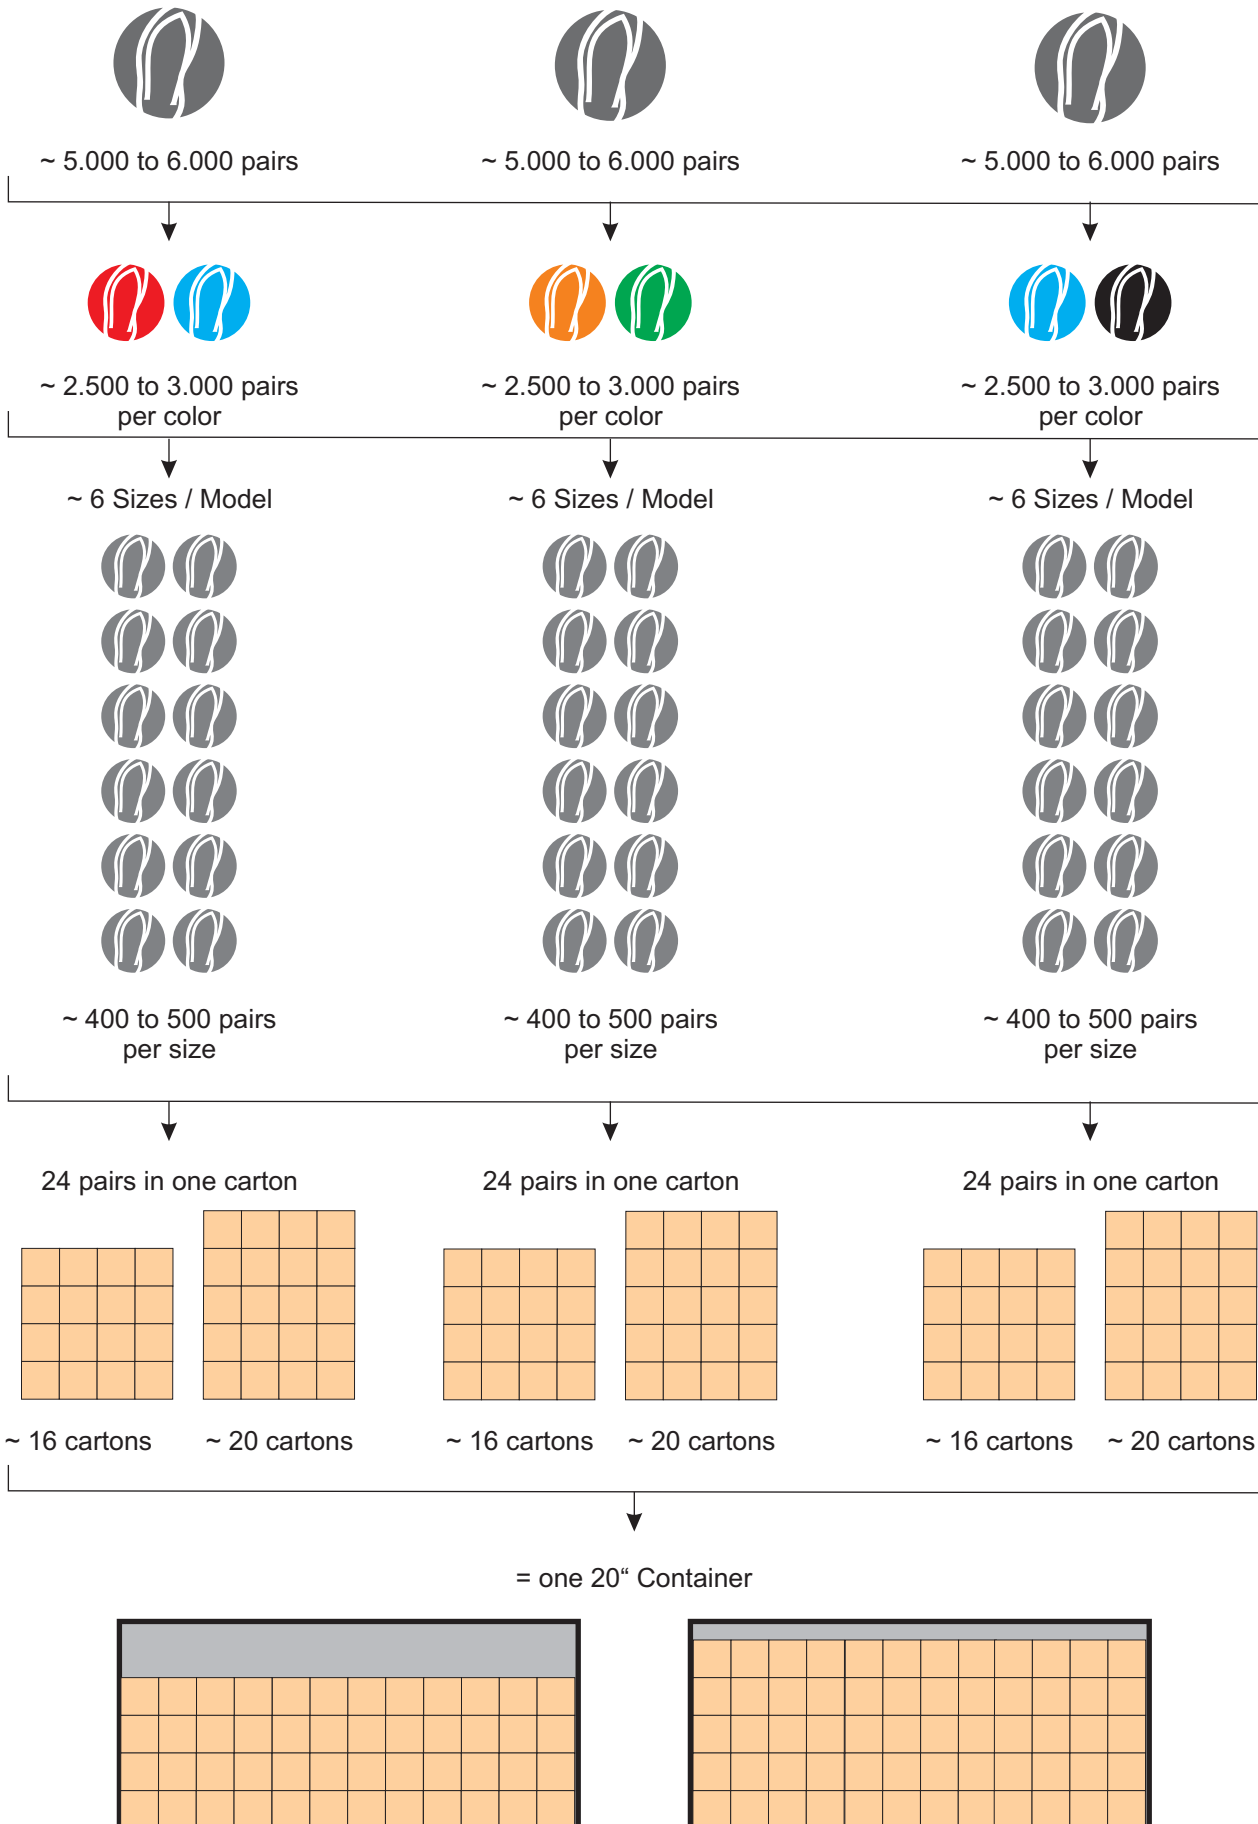 ~ 5.000 to 6.000 pairs
~ 5.000 to 6.000 pairs
~ 5.000 to 6.000 pairs
~ 2.500 to 3.000 pairs
per color
~ 2.500 to 3.000 pairs
per color
~ 2.500 to 3.000 pairs
per color
~ 6 Sizes / Model
~ 6 Sizes / Model
~ 6 Sizes / Model
~ 400 to 500 pairs
per size
~ 400 to 500 pairs
per size
~ 400 to 500 pairs
per size
24 pairs in one carton
24 pairs in one carton
24 pairs in one carton
~ 16 cartons
~ 20 cartons
~ 16 cartons
~ 20 cartons
~ 16 cartons
~ 20 cartons
= one 20“ Container